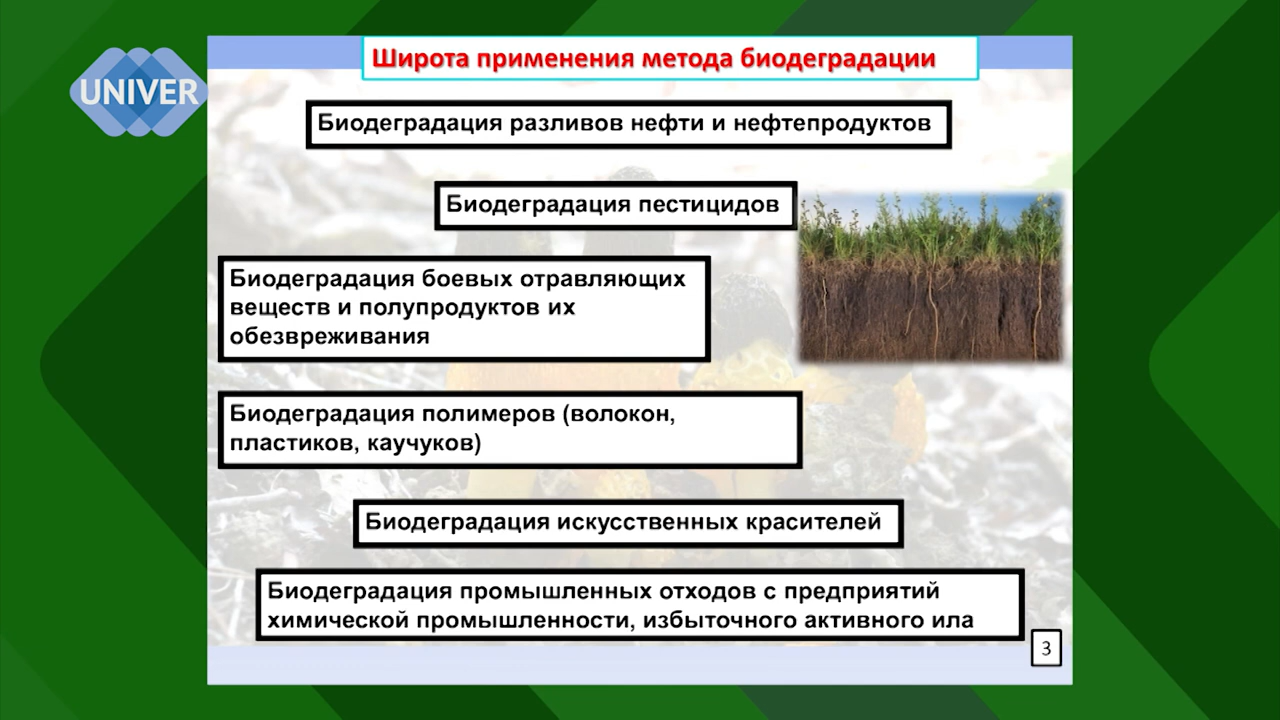 Широта применения метода биодеградации
UNIVER
Биодеградация разливов нефти и нефтепродуктов
Биодеградация пестицидов
Биодеградация боевых отравляющих
веществ и полупродуктов их
обезвреживания
Биодеградация полимеров (волокон,
пластиков, каучуков)
Биодеградация искусственных красителей
Биодеградация промышленных отходов с предприятий
химической промышленности, избыточного активного ила
3